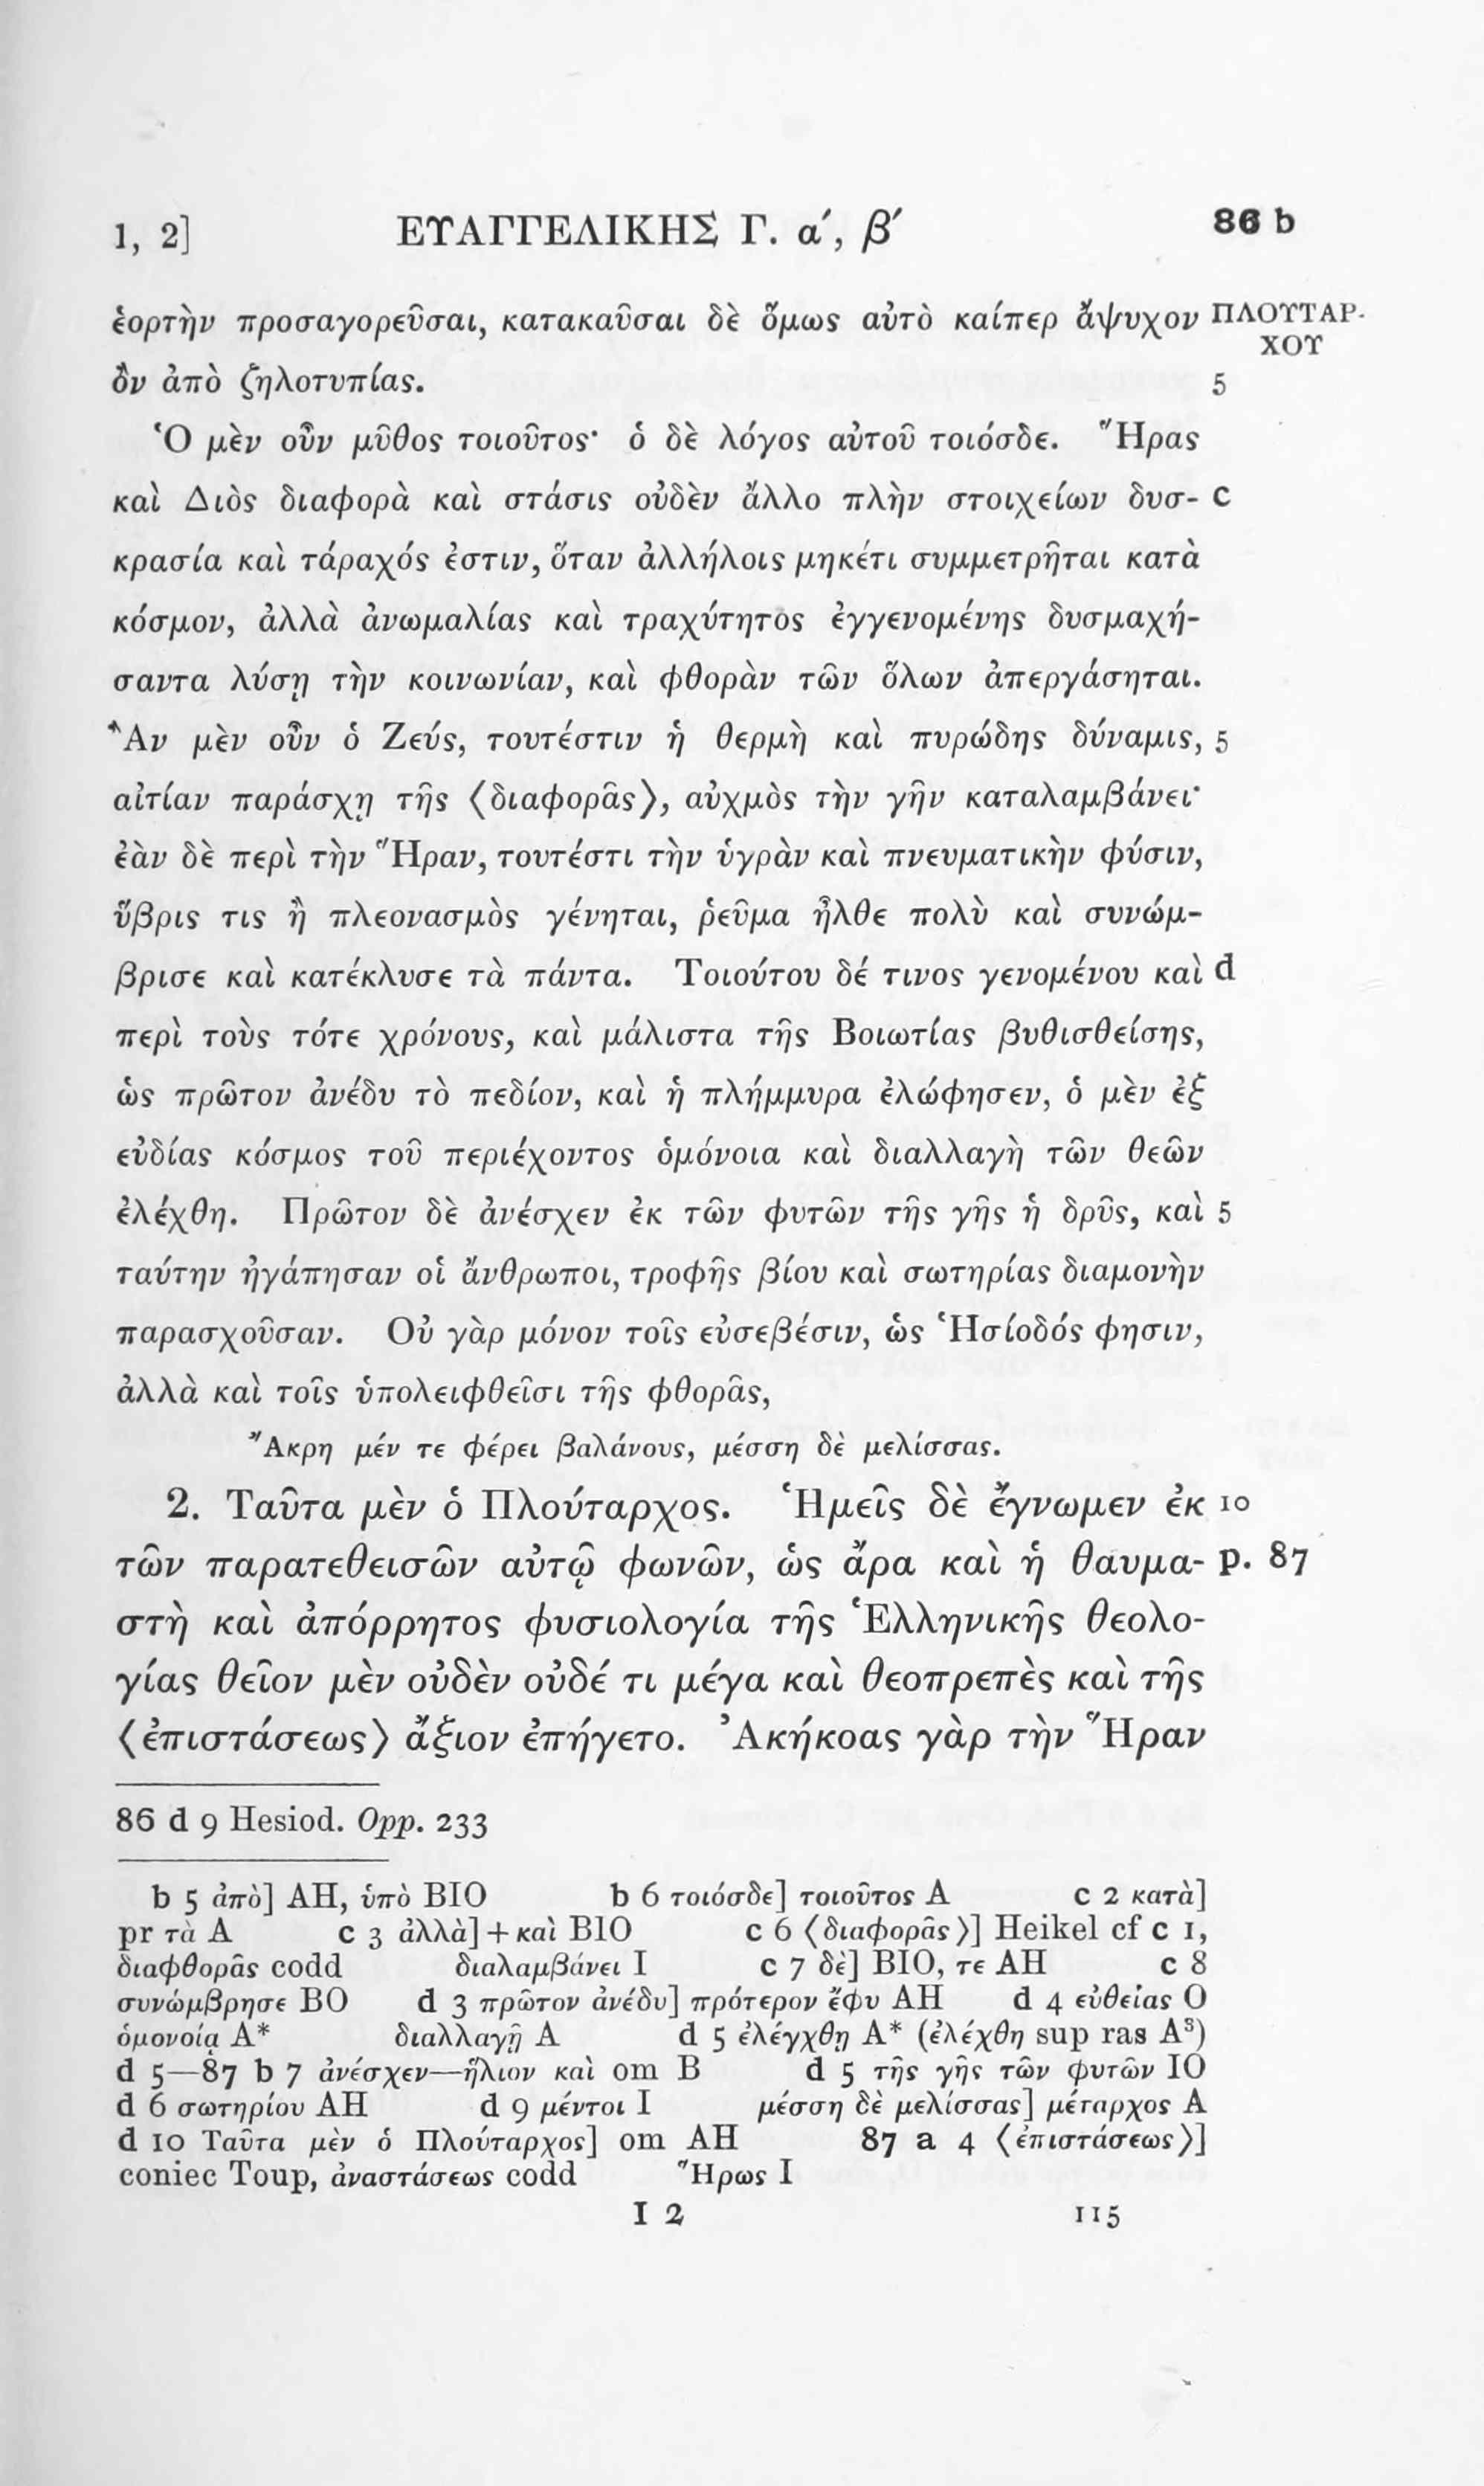 1, 2] ΕΥΑΓΓΕΛΙΚΗΣ Γ. α′, β′ 86 b
ἑορτὴν προσαγορεῦσαι, κατακαῦσαι δὲ ὅμως αὐτὸ καίπερ ἄψυχον ΠΛΟΥΤΑΡ-
ΧΟΥ
ὂν ἀπὸ ζηλοτυπίας. 5
Ὁ μὲν οὖν μῦθος τοιοῦτος· ὁ δὲ λόγος αὐτοῦ τοιόσδε. Ἥρας
καὶ Διὸς διαφορὰ καὶ στάσις οὐδὲν ἄλλο πλὴν στοιχείων δυσ- c
κρασία καὶ τάραχός ἐστιν, ὅταν ἀλλήλοις μηκέτι συμμετρῆται κατὰ
κόσμον, ἀλλὰ ἀνωμαλίας καὶ τραχύτητος ἐγγενομένης δυσμαχή-
σαντα λύσῃ τὴν κοινωνίαν, καὶ φθορὰν τῶν ὅλων ἀπεργάσηται.
Ἂν μὲν οὖν ὁ Ζεύς, τουτέστιν ἡ θερμὴ καὶ πυρώδης δύναμις, 5
αἰτίαν παράσχῃ τῆς ⟨διαφορᾶς⟩, αὐχμὸς τὴν γῆν καταλαμβάνει·
ἐὰν δὲ περὶ τὴν Ἥραν, τουτέστι τὴν ὑγρὰν καὶ πνευματικὴν φύσιν,
ὕβρις τις ἢ πλεονασμὸς γένηται, ῥεῦμα ἦλθε πολὺ καὶ συνώμ-
βρισε καὶ κατέκλυσε τὰ πάντα. Τοιούτου δέ τινος γενομένου καὶ d
περὶ τοὺς τότε χρόνους, καὶ μάλιστα τῆς Βοιωτίας βυθισθείσης,
ὡς πρῶτον ἀνέδυ τὸ πεδίον, καὶ ἡ πλήμμυρα ἐλώφησεν, ὁ μὲν ἐξ
εὐδίας κόσμος τοῦ περιέχοντος ὁμόνοια καὶ διαλλαγὴ τῶν θεῶν
ἐλέχθη. Πρῶτον δὲ ἀνέσχεν ἐκ τῶν φυτῶν τῆς γῆς ἡ δρῦς, καὶ 5
ταύτην ἠγάπησαν οἱ ἄνθρωποι, τροφῆς βίου καὶ σωτηρίας διαμονὴν
παρασχοῦσαν. Οὐ γὰρ μόνον τοῖς εὐσεβέσιν, ὡς Ἡσίοδός φησιν,
ἀλλὰ καὶ τοῖς ὑπολειφθεῖσι τῆς φθορᾶς,
Ἄκρη μέν τε φέρει βαλάνους, μέσση δὲ μελίσσας.
2. Ταῦτα μὲν ὁ Πλούταρχος. Ἡμεῖς δὲ ἔγνωμεν ἐκ 10
τῶν παρατεθεισῶν αὐτῷ φωνῶν, ὡς ἄρα καὶ ἡ θαυμα- p. 87
στὴ καὶ ἀπόρρητος φυσιολογία τῆς Ἑλληνικῆς θεολο-
γίας θεῖον μὲν οὐδὲν οὐδέ τι μέγα καὶ θεοπρεπὲς καὶ τῆς
⟨ἐπιστάσεως⟩ ἄξιον ἐπήγετο. Ἀκήκοας γὰρ τὴν Ἥραν
86 d 9 Hesiod. Opp. 233
b 5 ἀπὸ] AH, ὑπὸ BIO b 6 τοιόσδε] τοιοῦτος A c 2 κατὰ]
pr τὰ A c 3 ἀλλὰ] + καὶ BIO c 6 ⟨διαφορᾶς⟩] Heikel cf c 1,
διαφθορᾶς codd διαλαμβάνει I c 7 δὲ] BIO, τε AH c 8
συνώμβρησε BO d 3 πρῶτον ἀνέδυ] πρότερον ἔφυ AH d 4 εὐθείας O
ὁμονοίᾳ A* διαλλαγῇ A d 5 ἐλέγχθη A* (ἐλέχθη sup ras A³)
d 5—87 b 7 ἀνέσχεν—ἥλιον καὶ om B d 5 τῆς γῆς τῶν φυτῶν IO
d 6 σωτηρίου AH d 9 μέντοι I μέσση δὲ μελίσσας] μέταρχος A
d 10 Ταῦτα μὲν ὁ Πλούταρχος] om AH 87 a 4 ⟨ἐπιστάσεως⟩]
coniec Toup, ἀναστάσεως codd Ἥρως I
I 2 115